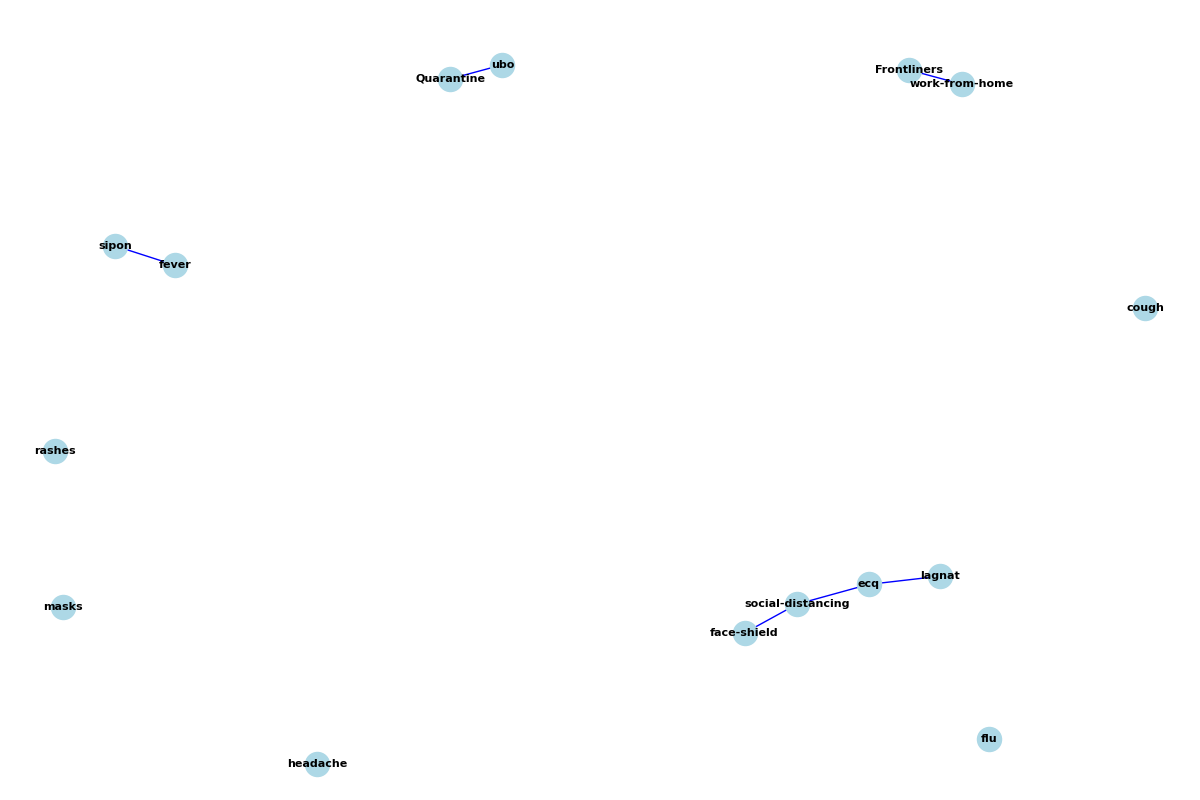 ubo
Quarantine
Frontliners
work-from-home
sipon
fever
cough
rashes
lagnat
ecq
social-distancing
masks
face-shield
flu
headache